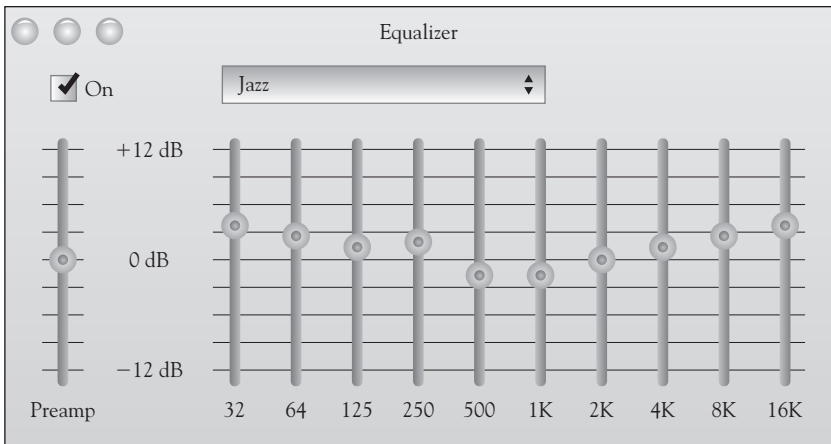 Equalizer
On
Jazz
+12 dB
0 dB
−12 dB
Preamp 32 64 125 250 500 1K 2K 4K 8K 16K